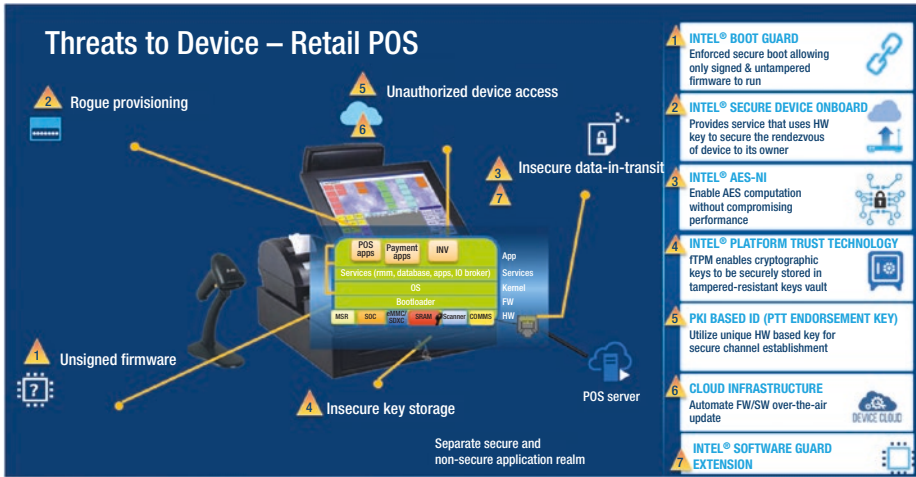 Threats to Device – Retail POS
2
Rogue provisioning
5
Unauthorized device access
6
3
Insecure data-in-transit
7
POS apps
Payment apps
INV
App
Services (rmm, database, apps, IO broker)
Services
OS
Kernel
Bootloader
FW
MSR
SOC
eMMC/
SDXC
SRAM
Scanner
COMMS
HW
1
Unsigned firmware
?
4
Insecure key storage
POS server
Separate secure and
non-secure application realm
1
INTEL® BOOT GUARD
Enforced secure boot allowing
only signed & untampered
firmware to run
2
INTEL® SECURE DEVICE ONBOARD
Provides service that uses HW
key to secure the rendezvous
of device to its owner
3
INTEL® AES-NI
Enable AES computation
without compromising
performance
4
INTEL® PLATFORM TRUST TECHNOLOGY
fTPM enables cryptographic
keys to be securely stored in
tampered-resistant keys vault
5
PKI BASED ID (PTT ENDORSEMENT KEY)
Utilize unique HW based key for
secure channel establishment
6
CLOUD INFRASTRUCTURE
Automate FW/SW over-the-air
update
DEVICE CLOUD
7
INTEL® SOFTWARE GUARD
EXTENSION